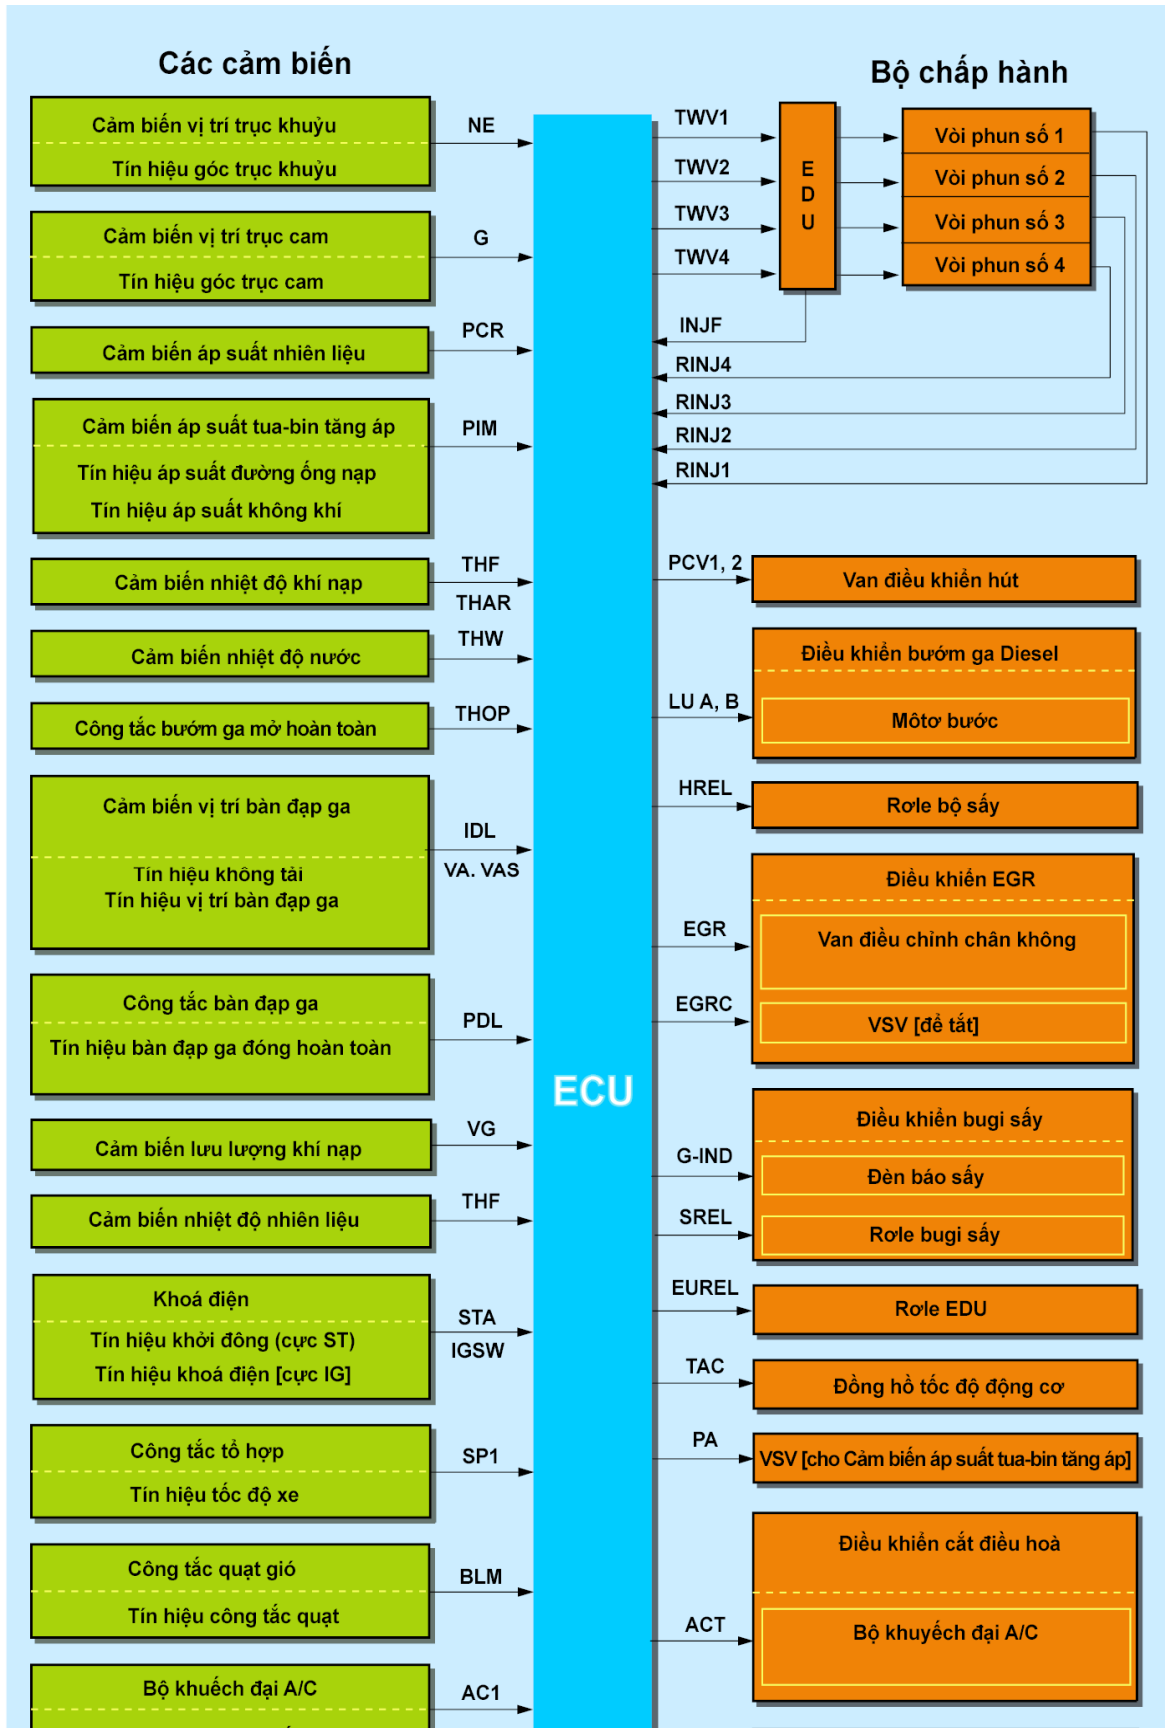 Các cảm biến
Cảm biến vị trí trục khuỷu
Tín hiệu góc trục khuỷu
NE
Cảm biến vị trí trục cam
Tín hiệu góc trục cam
G
Cảm biến áp suất nhiên liệu
PCR
Cảm biến áp suất tua-bin tăng áp
Tín hiệu áp suất đường ống nạp
Tín hiệu áp suất không khí
PIM
Cảm biến nhiệt độ khí nạp
THF
THAR
Cảm biến nhiệt độ nước
THW
Công tắc bướm ga mở hoàn toàn
THOP
Cảm biến vị trí bàn đạp ga
Tín hiệu không tải
Tín hiệu vị trí bàn đạp ga
IDL
VA. VAS
Công tắc bàn đạp ga
Tín hiệu bàn đạp ga đóng hoàn toàn
PDL
Cảm biến lưu lượng khí nạp
VG
Cảm biến nhiệt độ nhiên liệu
THF
Khoá điện
Tín hiệu khởi đông (cực ST)
Tín hiệu khoá điện [cực IG]
STA
IGSW
Công tắc tổ hợp
Tín hiệu tốc độ xe
SP1
Công tắc quạt gió
Tín hiệu công tắc quạt
BLM
Bộ khuếch đại A/C
AC1
ECU
Bộ chấp hành
TWV1
TWV2
TWV3
TWV4
E
D
U
Vòi phun số 1
Vòi phun số 2
Vòi phun số 3
Vòi phun số 4
INJF
RINJ4
RINJ3
RINJ2
RINJ1
PCV1, 2
Van điều khiển hút
Điều khiển bướm ga Diesel
LU A, B
Môtơ bước
HREL
Rơle bộ sấy
Điều khiến EGR
EGR
Van điều chỉnh chân không
EGRC
VSV [để tắt]
Điều khiển bugi sấy
G-IND
Đèn báo sấy
SREL
Rơle bugi sấy
EUREL
Rơle EDU
TAC
Đồng hồ tốc độ động cơ
PA
VSV [cho Cảm biến áp suất tua-bin tăng áp]
Điều khiển cắt điều hoà
ACT
Bộ khuyếch đại A/C